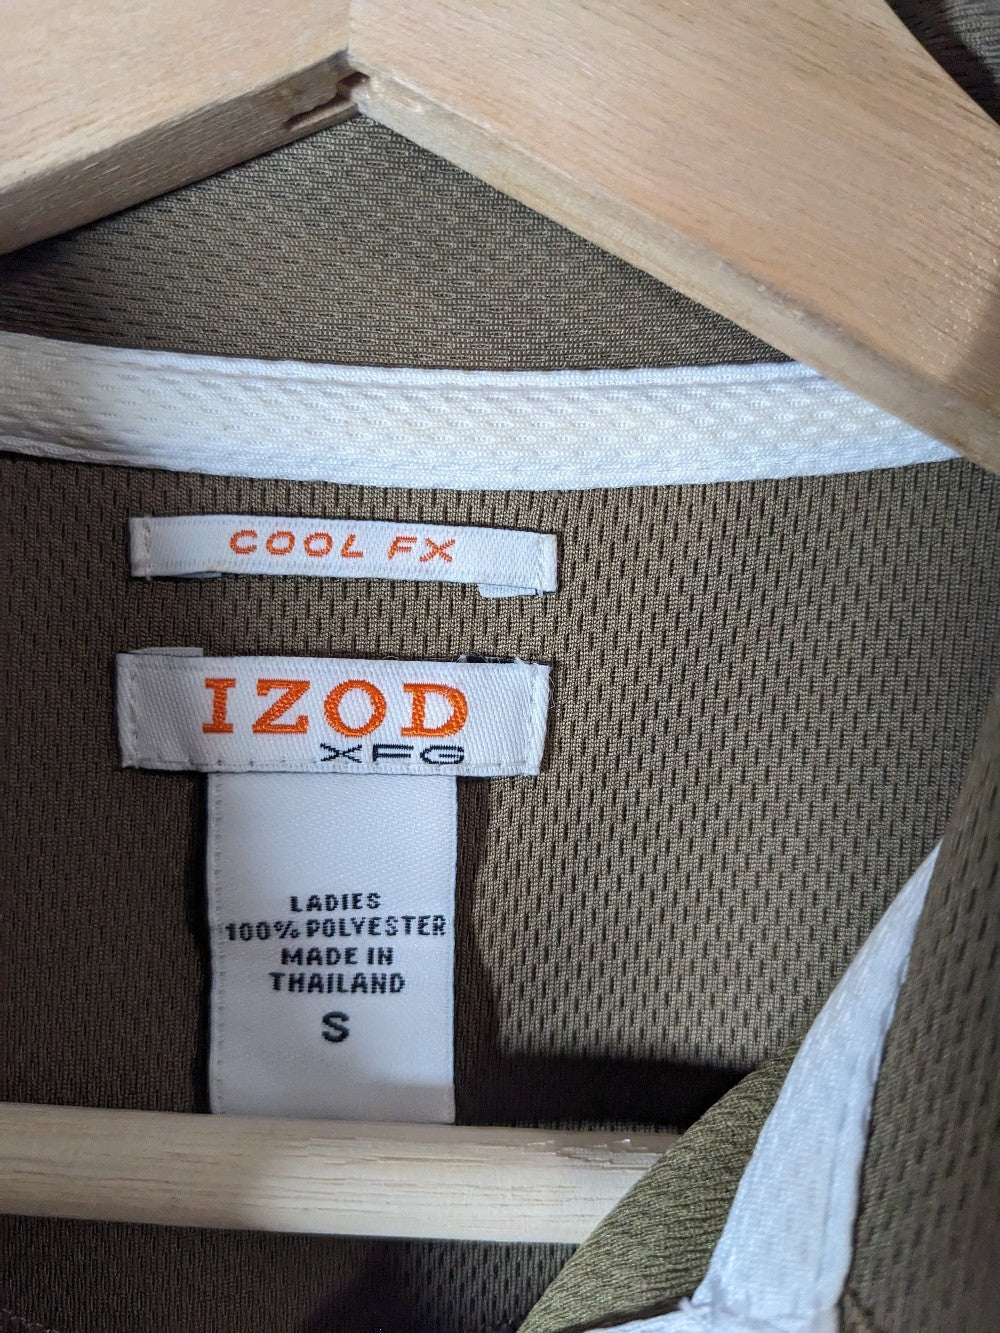 COOL FX
IZOD
XFG
LADIES
100% POLYESTER
MADE IN
THAILAND
S